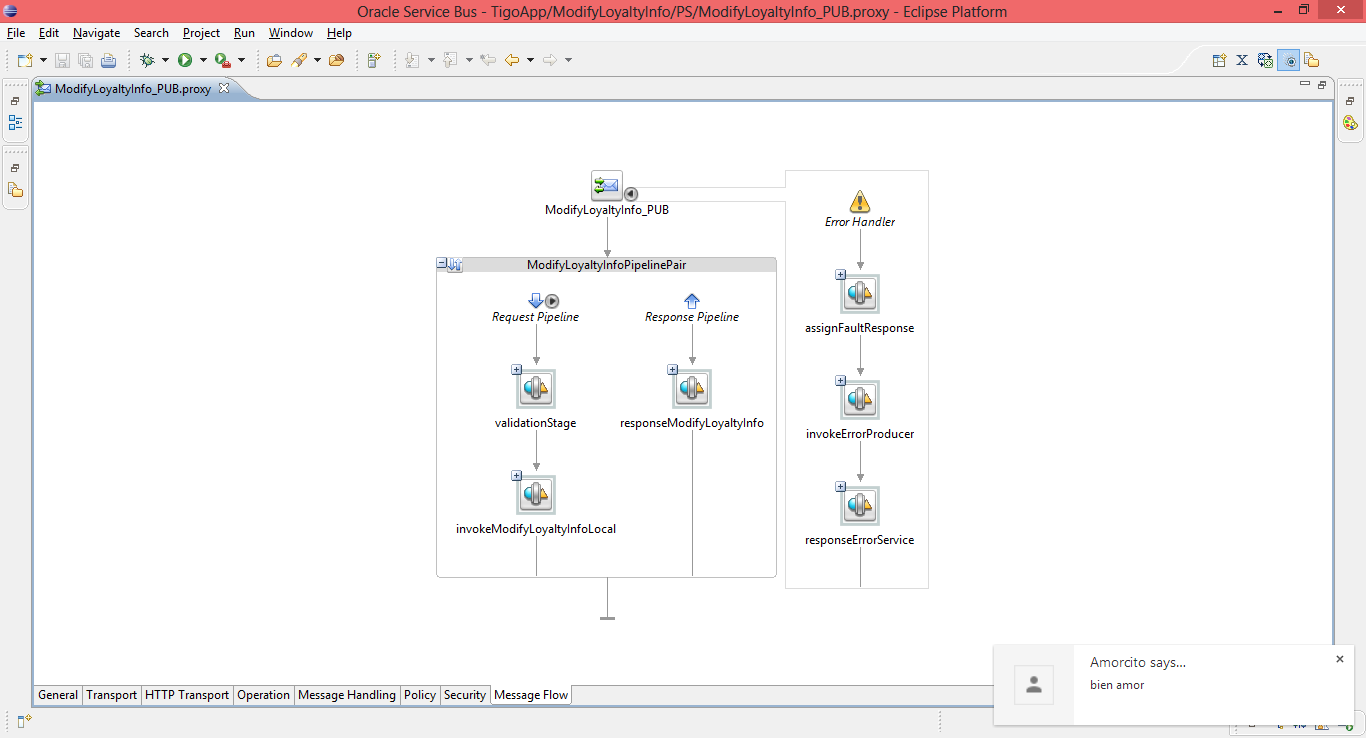 Oracle Service Bus - TigoApp/ModifyLoyaltyInfo/PS/ModifyLoyaltyInfo_PUB.proxy - Eclipse Platform
File Edit Navigate Search Project Run Window Help
ModifyLoyaltyInfo_PUB.proxy
ModifyLoyaltyInfo_PUB
Error Handler
ModifyLoyaltyInfoPipelinePair
Request Pipeline
Response Pipeline
assignFaultResponse
validationStage
responseModifyLoyaltyInfo
invokeErrorProducer
invokeModifyLoyaltyInfoLocal
responseErrorService
Amorcito says...
bien amor
General Transport HTTP Transport Operation Message Handling Policy Security Message Flow